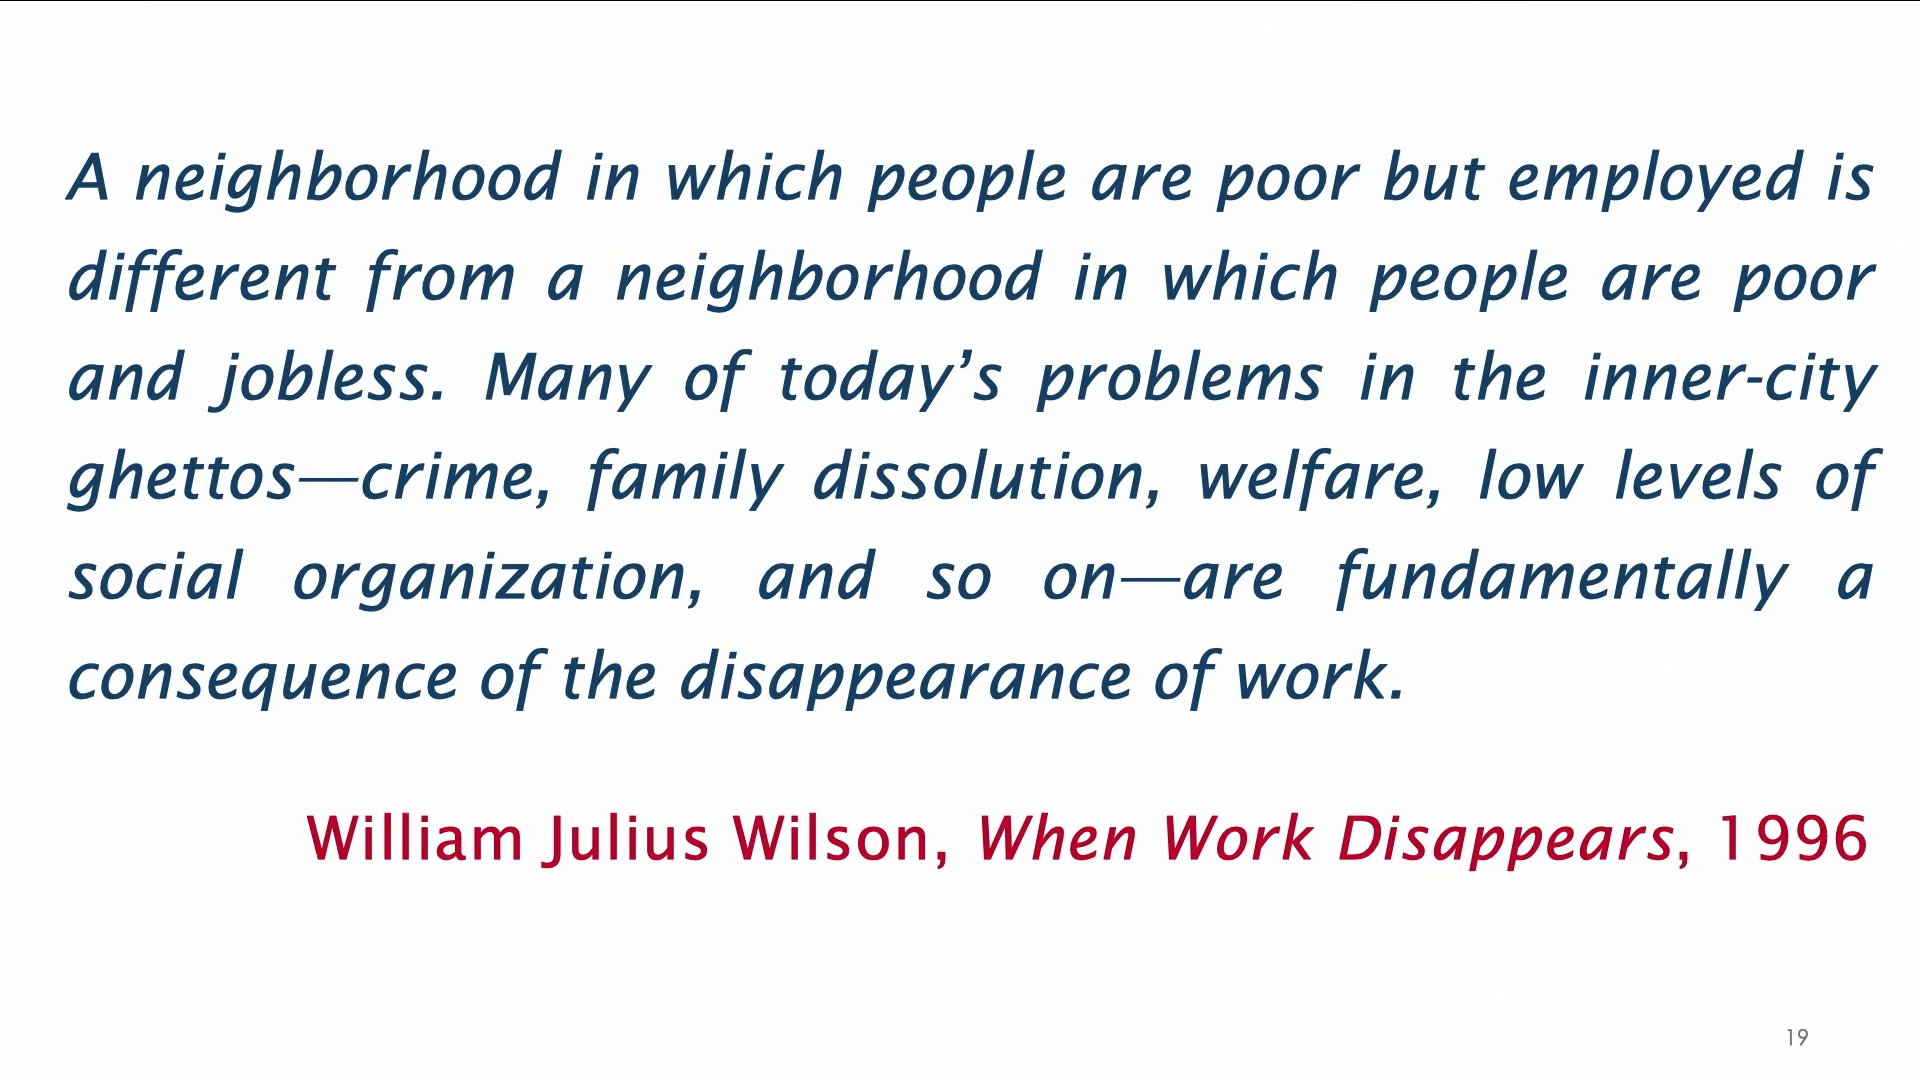 A neighborhood in which people are poor but employed is
different from a neighborhood in which people are poor
and jobless. Many of today’s problems in the inner-city
ghettos—crime, family dissolution, welfare, low levels of
social organization, and so on—are fundamentally a
consequence of the disappearance of work.
William Julius Wilson, When Work Disappears, 1996
19